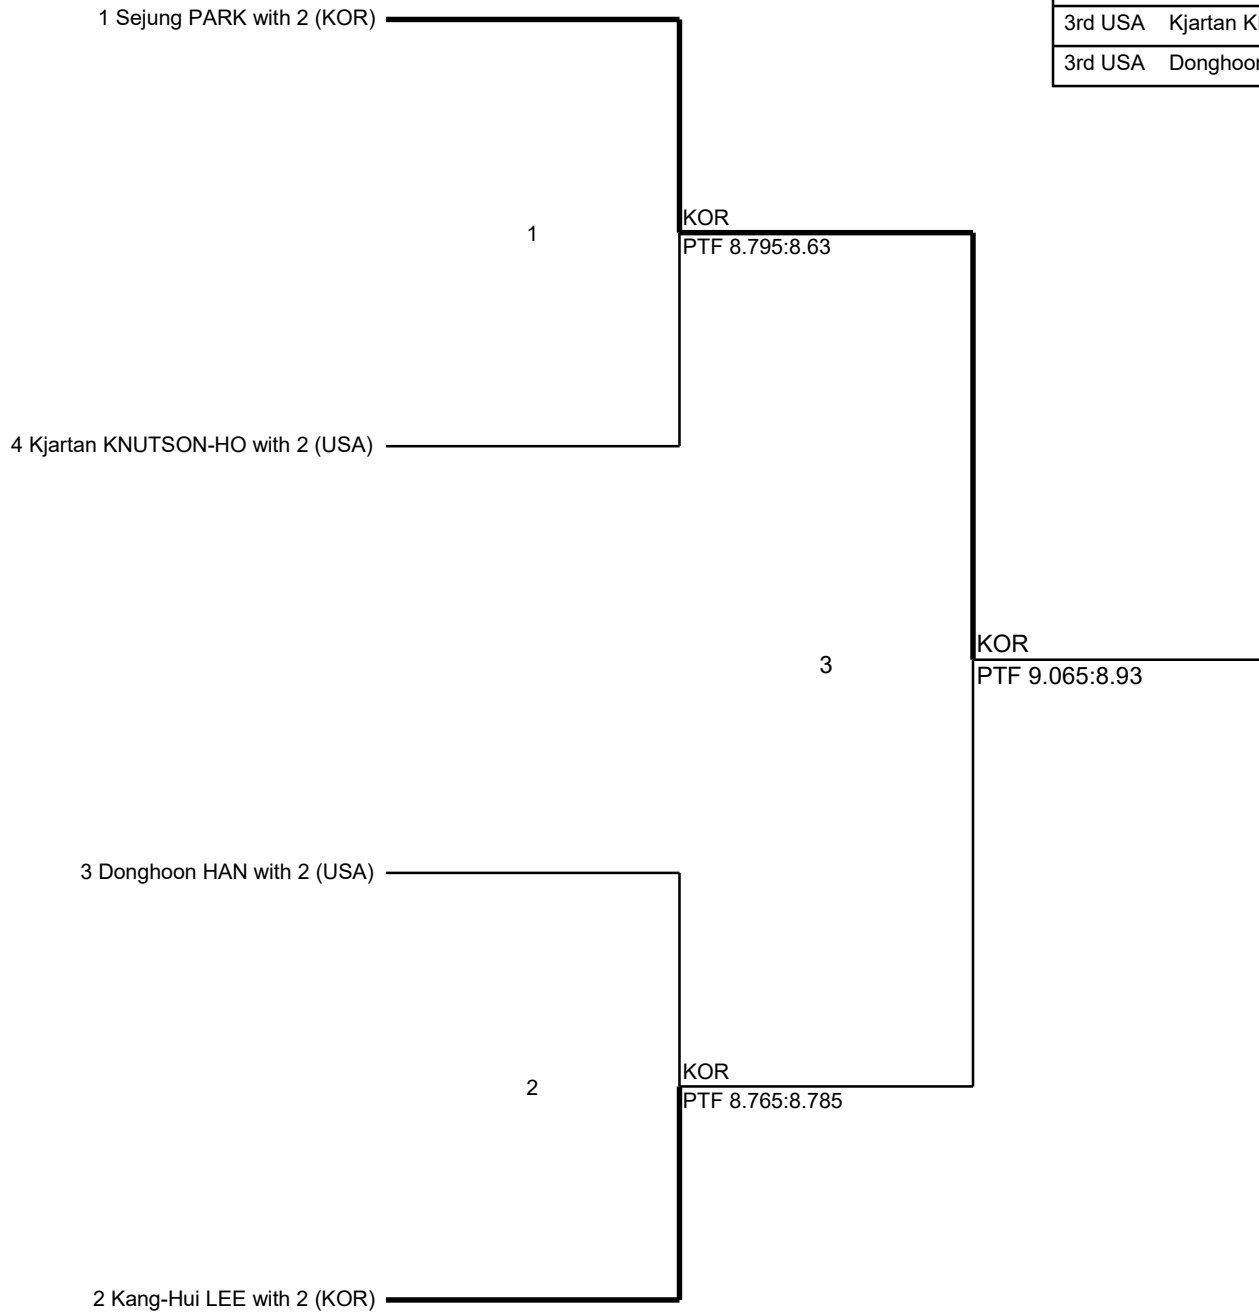 1 Sejung PARK with 2 (KOR)
3rd USA Kjartan
3rd USA
KOR
1
PTF 8.795:8.63
4 Kjartan KNUTSON-HO with 2 (USA)
KOR
3
PTF 9.065:8.93
3 Donghoon HAN with 2 (USA)
KOR
2
PTF 8.765:8.785
2 Kang-Hui LEE with 2 (KOR)